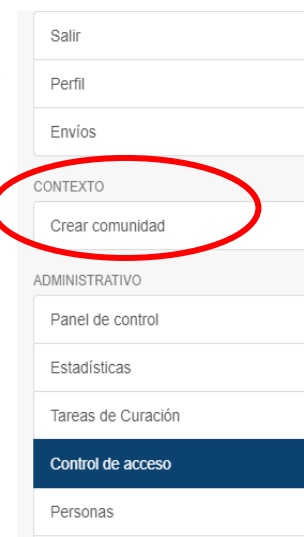 Salir
Perfil
Envíos
CONTEXTO
Crear comunidad
ADMINISTRATIVO
Panel de control
Estadísticas
Tareas de Curación
Control de acceso
Personas